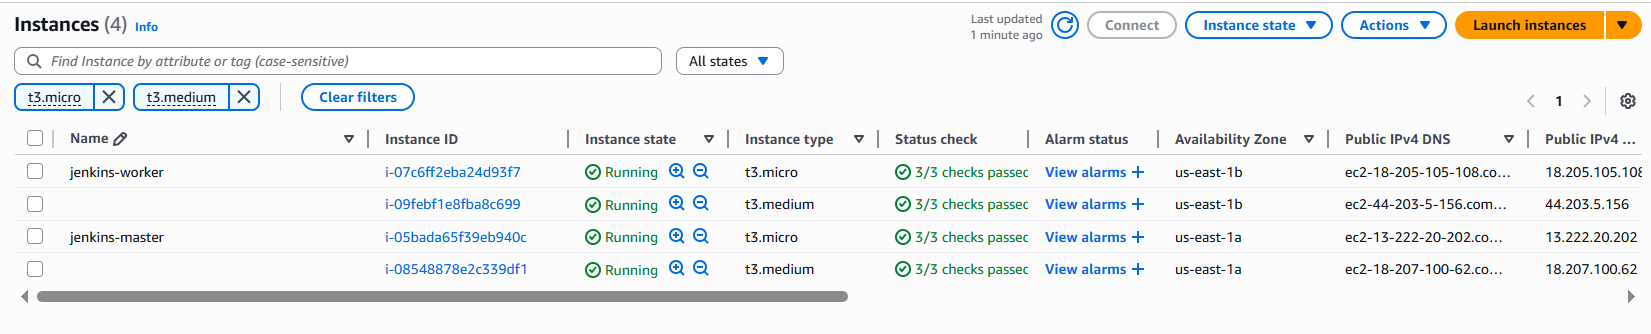 Instances (4) Info
Last updated
1 minute ago
Connect
Instance state
Actions
Launch instances
Find Instance by attribute or tag (case-sensitive)
All states
t3.micro
t3.medium
Clear filters
1
Name Instance ID Instance state Instance type Status check Alarm status Availability Zone Public IPv4 DNS Public IPv4 ...
jenkins-worker i-07c6ff2eba24d93f7 Running t3.micro 3/3 checks passed View alarms + us-east-1b ec2-18-205-105-108.co... 18.205.105.108
i-09febf1e8fba8c699 Running t3.medium 3/3 checks passed View alarms + us-east-1b ec2-44-203-5-156.com... 44.203.5.156
jenkins-master i-05bada65f39eb940c Running t3.micro 3/3 checks passed View alarms + us-east-1a ec2-13-222-20-202.co... 13.222.20.202
i-08548878e2c339df1 Running t3.medium 3/3 checks passed View alarms + us-east-1a ec2-18-207-100-62.co... 18.207.100.62